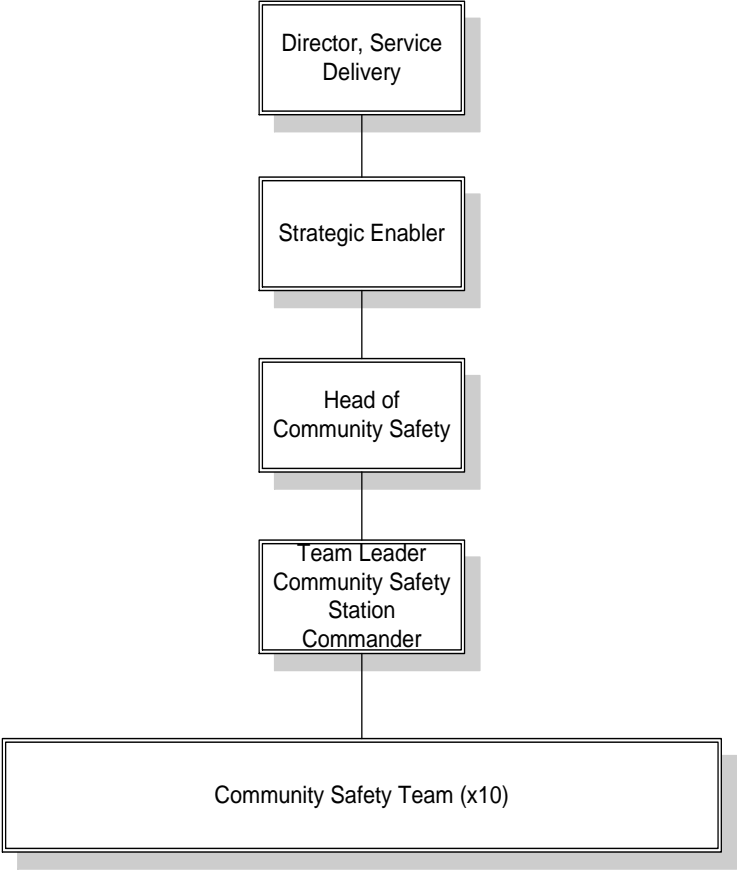 Director, Service
Delivery
Strategic Enabler
Head of
Community Safety
Team Leader
Community Safety
Station
Commander
Community Safety Team (x10)